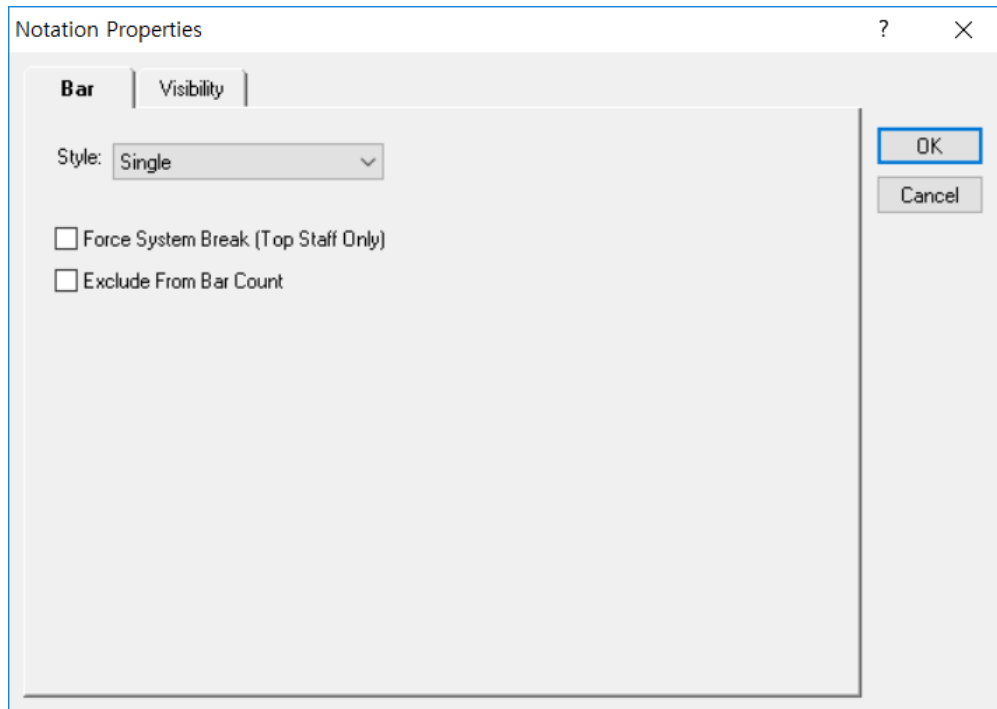 Notation Properties ?
Bar Visibility
Style: Single
OK
Cancel
Force System Break (Top Staff Only)
Exclude From Bar Count